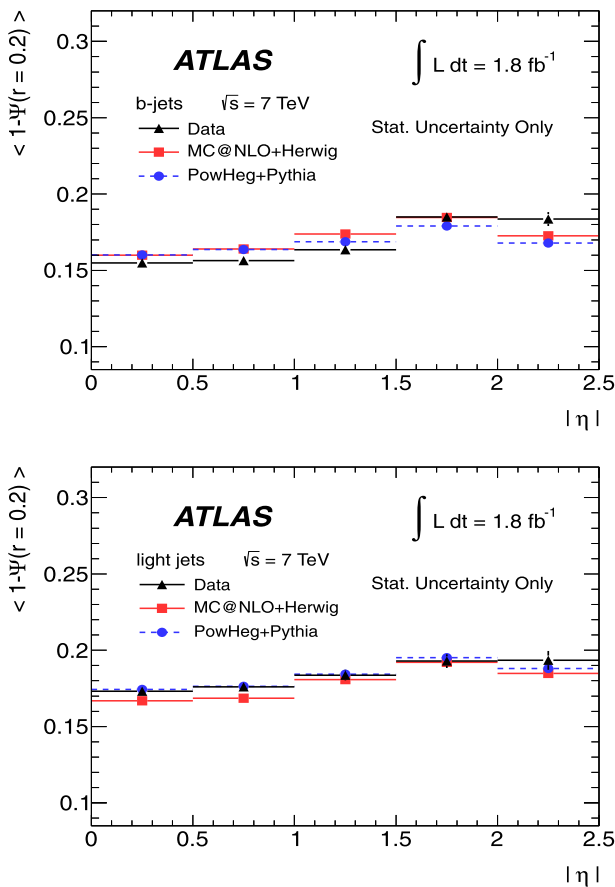 < 1-Ψ(r = 0.2) >
0.3
0.25
0.2
0.15
0.1
ATLAS
∫ L dt = 1.8 fb⁻¹
b-jets √s = 7 TeV
Data
MC@NLO+Herwig
PowHeg+Pythia
Stat. Uncertainty Only
0 0.5 1 1.5 2 2.5
| η |
< 1-Ψ(r = 0.2) >
0.3
0.25
0.2
0.15
0.1
ATLAS
∫ L dt = 1.8 fb⁻¹
light jets √s = 7 TeV
Data
MC@NLO+Herwig
PowHeg+Pythia
Stat. Uncertainty Only
0 0.5 1 1.5 2 2.5
| η |